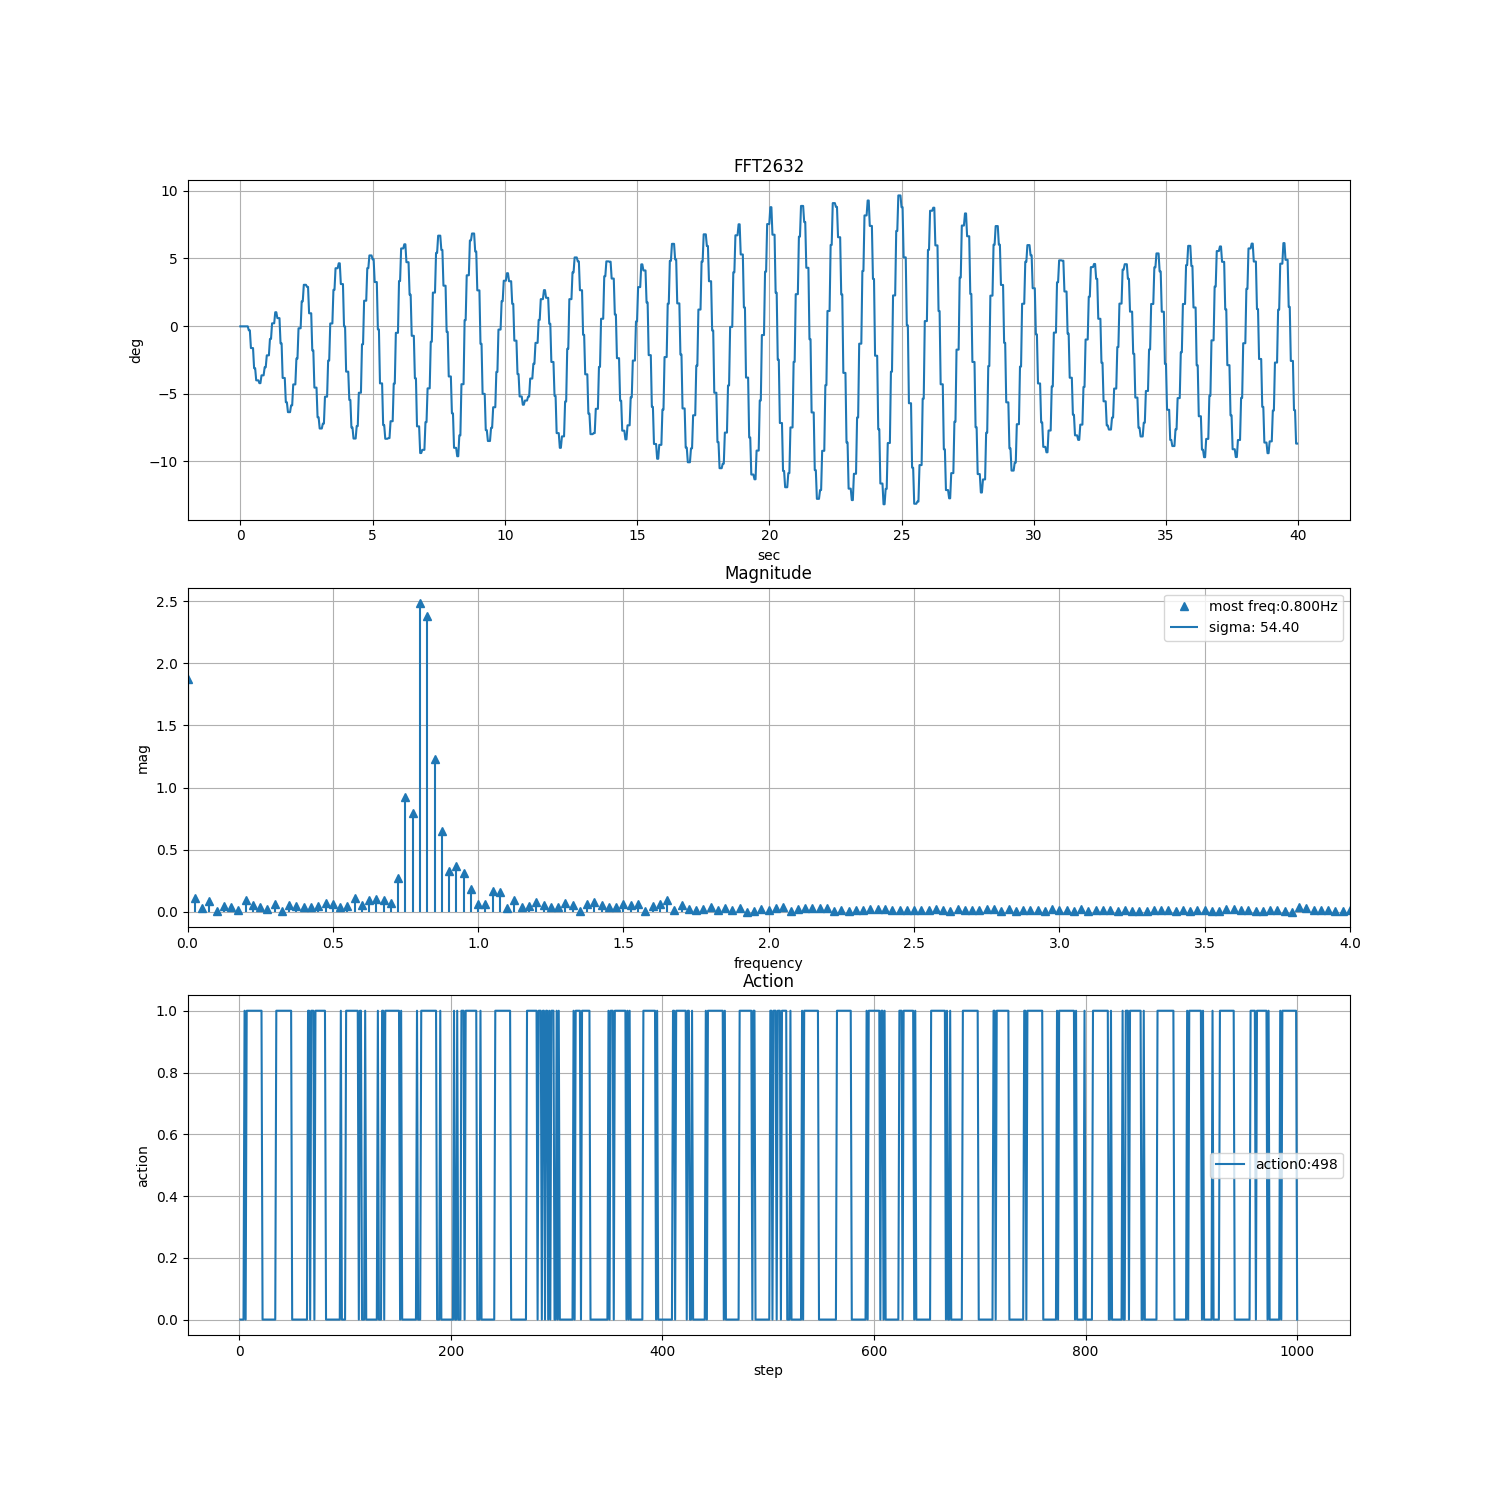 FFT2632
10
5
0
−5
−10
deg
0 5 10 15 20 25 30 35 40
sec
Magnitude
most freq:0.800Hz
sigma: 54.40
2.5
2.0
1.5
1.0
0.5
0.0
mag
0.0 0.5 1.0 1.5 2.0 2.5 3.0 3.5 4.0
frequency
Action
1.0
0.8
0.6
0.4
0.2
0.0
action
action0:498
0 200 400 600 800 1000
step